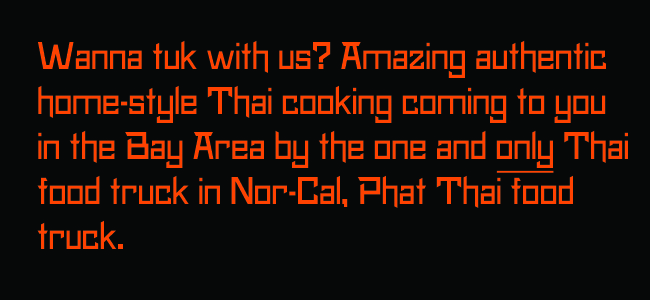 Wanna tuk with us? Amazing authentic
home-style Thai cooking coming to you
in the Bay Area by the one and only Thai
food truck in Nor-Cal, Phat Thai food
truck.